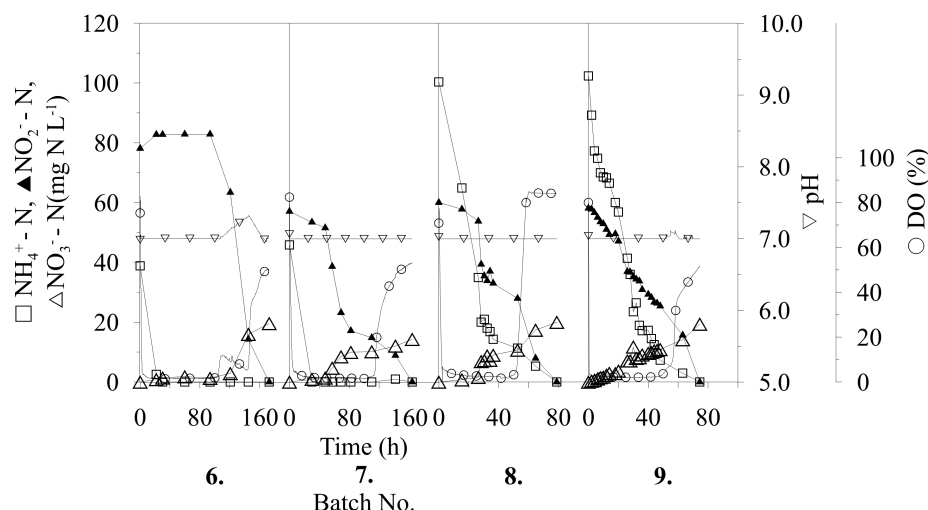 □ NH₄⁺ - N, ▲NO₂⁻ - N,
△NO₃⁻ - N(mg N L⁻¹)
120
100
80
60
40
20
0
10.0
9.0
8.0
7.0
6.0
5.0
▽ pH
100
80
60
40
20
0
○ DO (%)
0 80 160 0 80 160 0 40 80 0 40 80
Time (h)
6. 7. 8. 9.
Batch No.